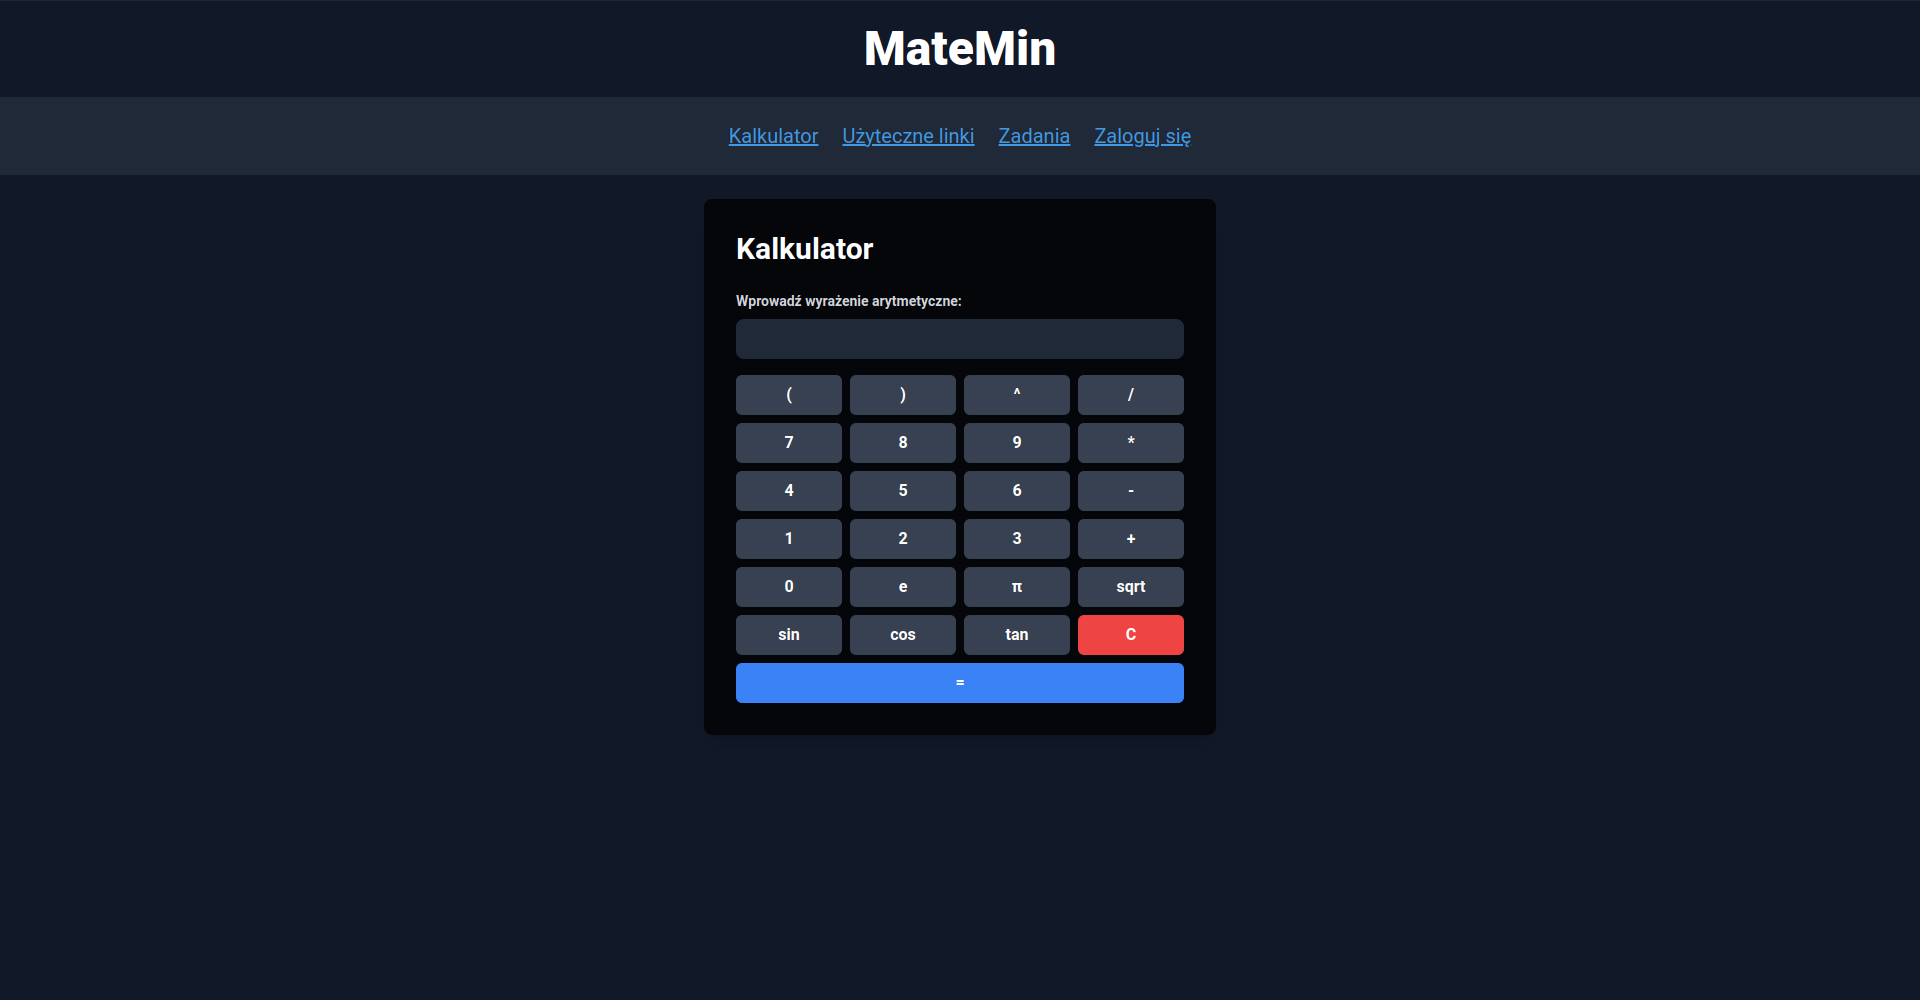 MateMin
Kalkulator Użyteczne linki Zadania Zaloguj się
Kalkulator
Wprowadź wyrażenie arytmetyczne:
( ) ^ /
7 8 9 *
4 5 6 -
1 2 3 +
0 e π sqrt
sin cos tan C
=